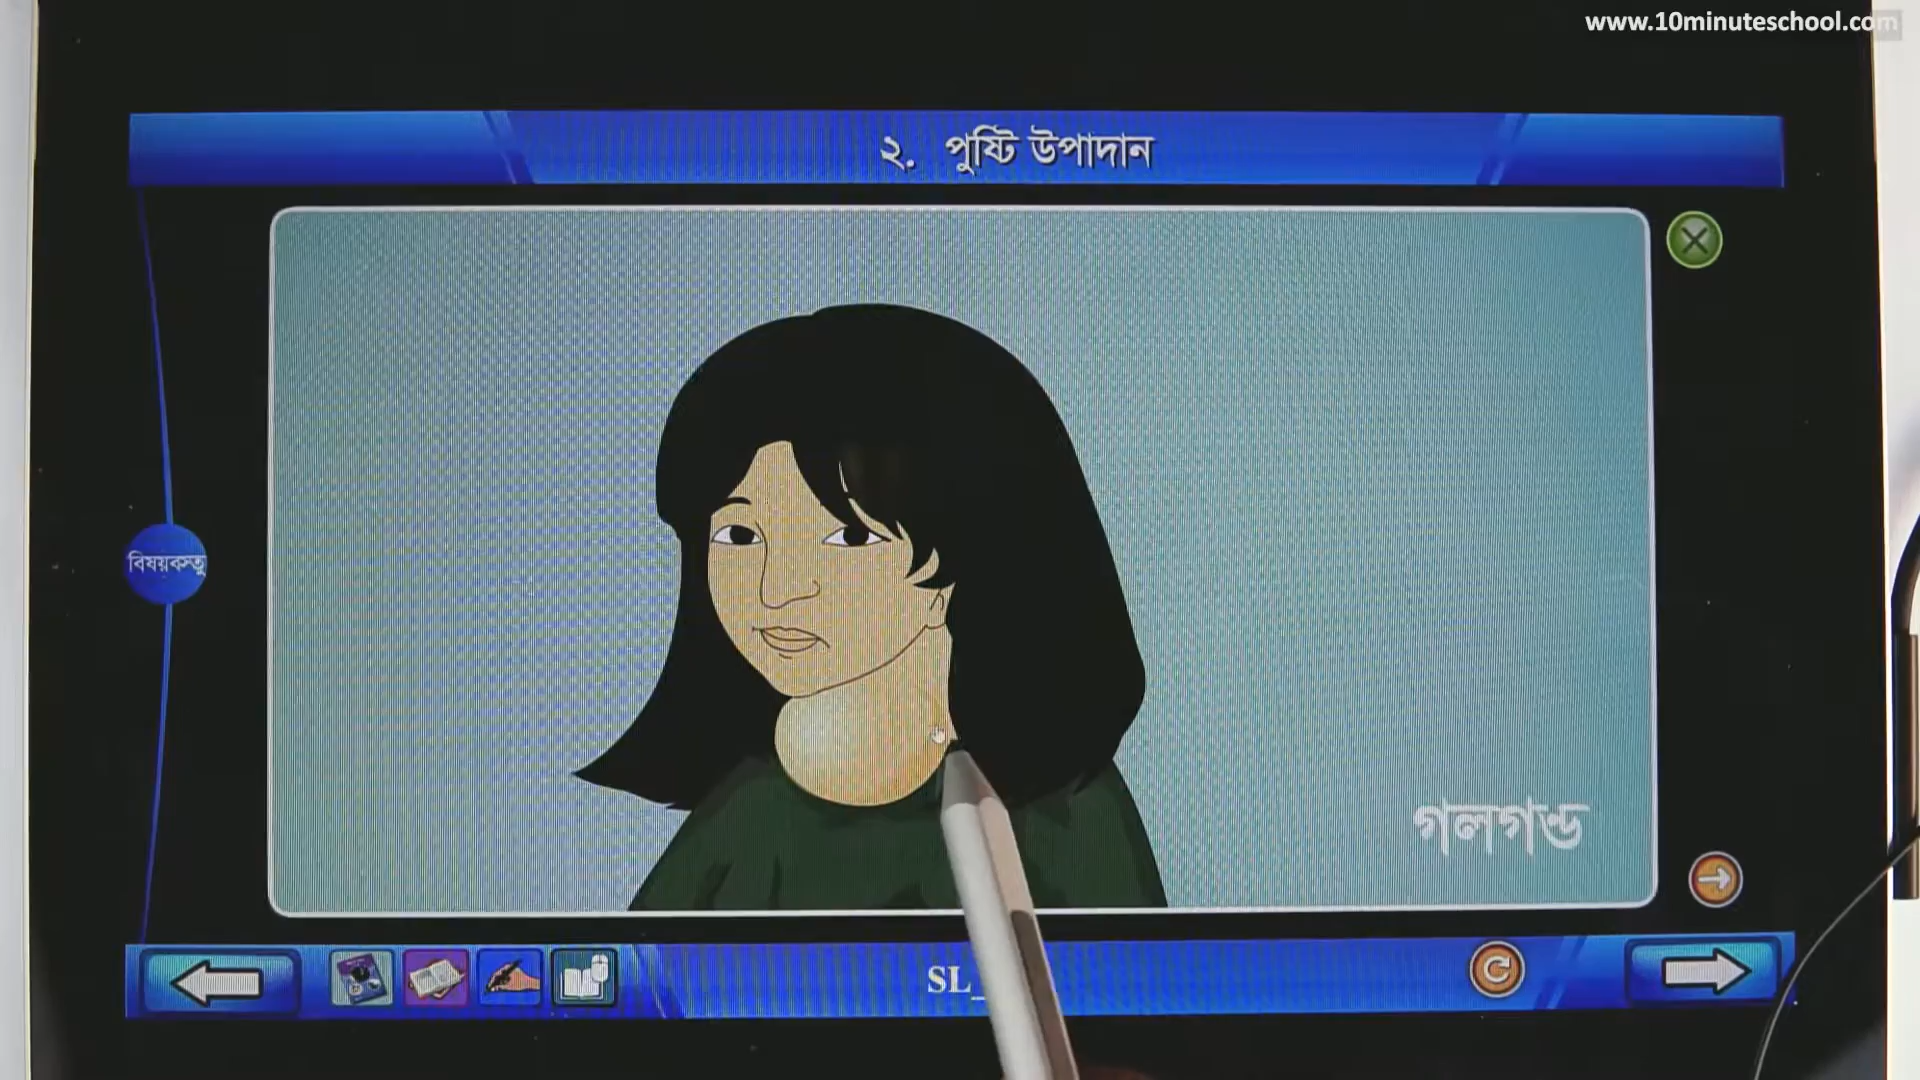 www.10minuteschool.com
২. পুষ্টি উপাদান
বিষয়বস্তু
গলগন্ড
SL_